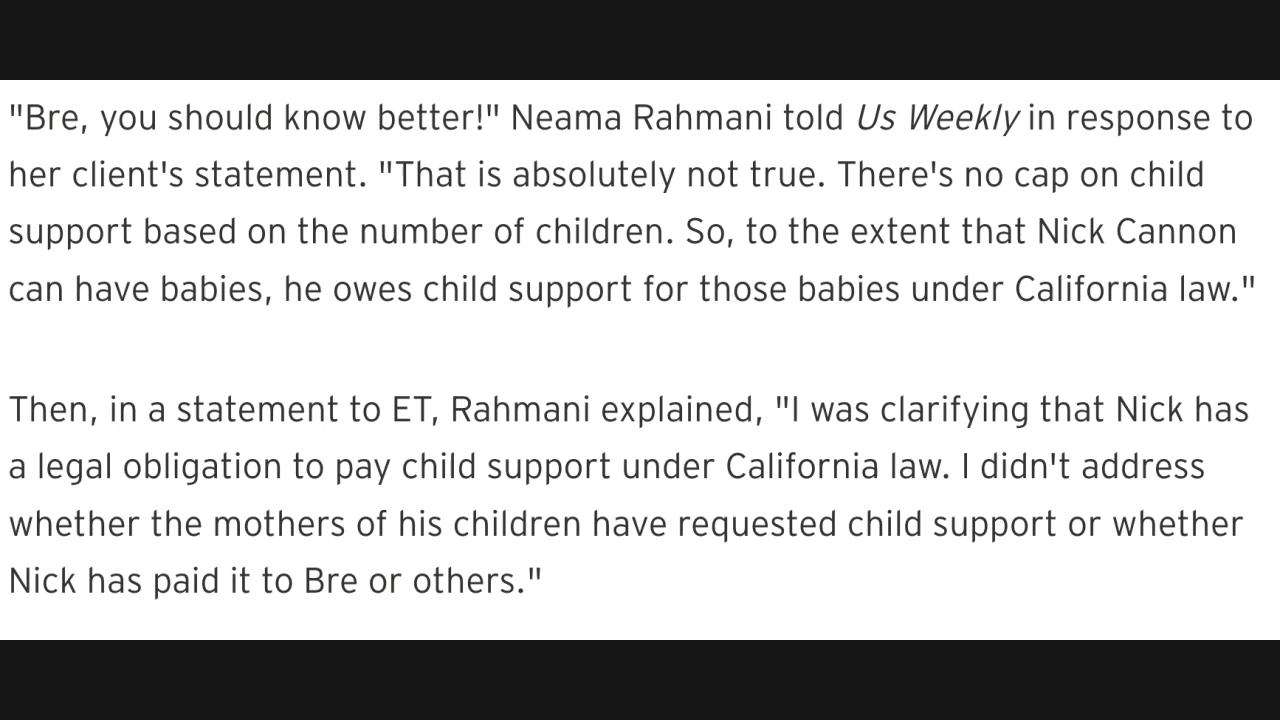 "Bre, you should know better!" Neama Rahmani told Us Weekly in response to
her client's statement. "That is absolutely not true. There's no cap on child
support based on the number of children. So, to the extent that Nick Cannon
can have babies, he owes child support for those babies under California law."
Then, in a statement to ET, Rahmani explained, "I was clarifying that Nick has
a legal obligation to pay child support under California law. I didn't address
whether the mothers of his children have requested child support or whether
Nick has paid it to Bre or others."